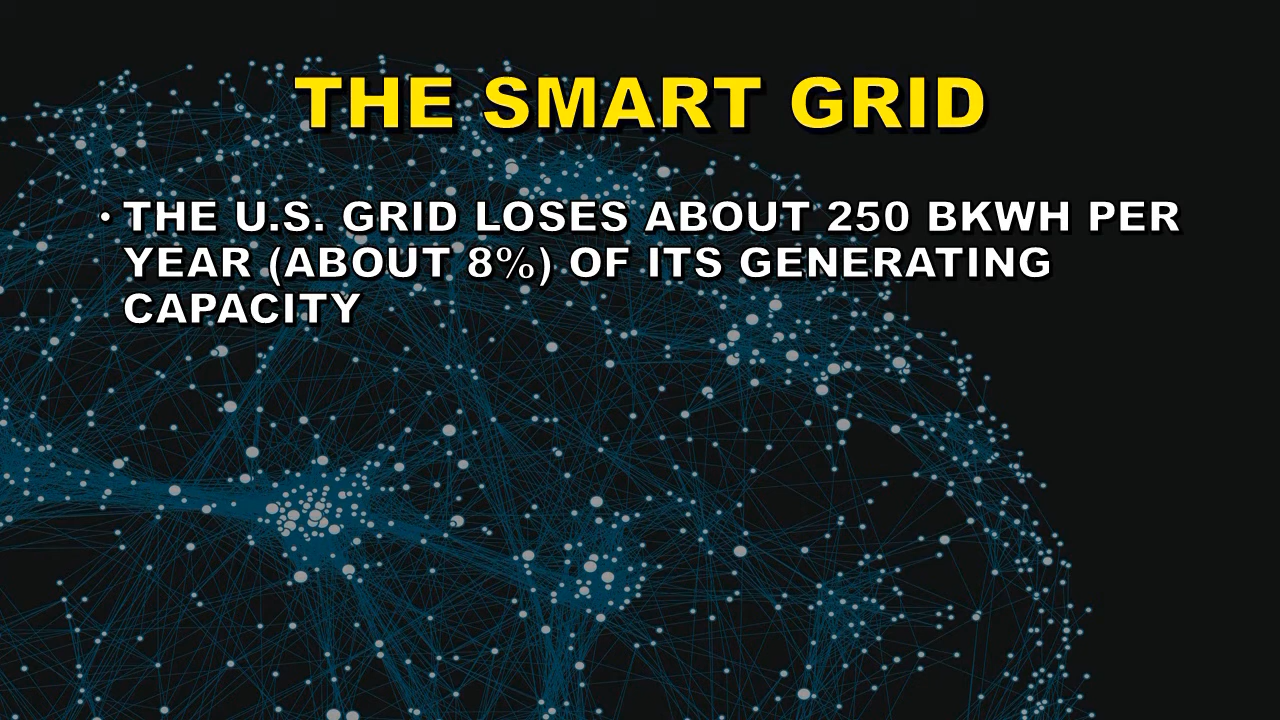 THE SMART GRID
• THE U.S. GRID LOSES ABOUT 250 BKWH PER
YEAR (ABOUT 8%) OF ITS GENERATING
CAPACITY